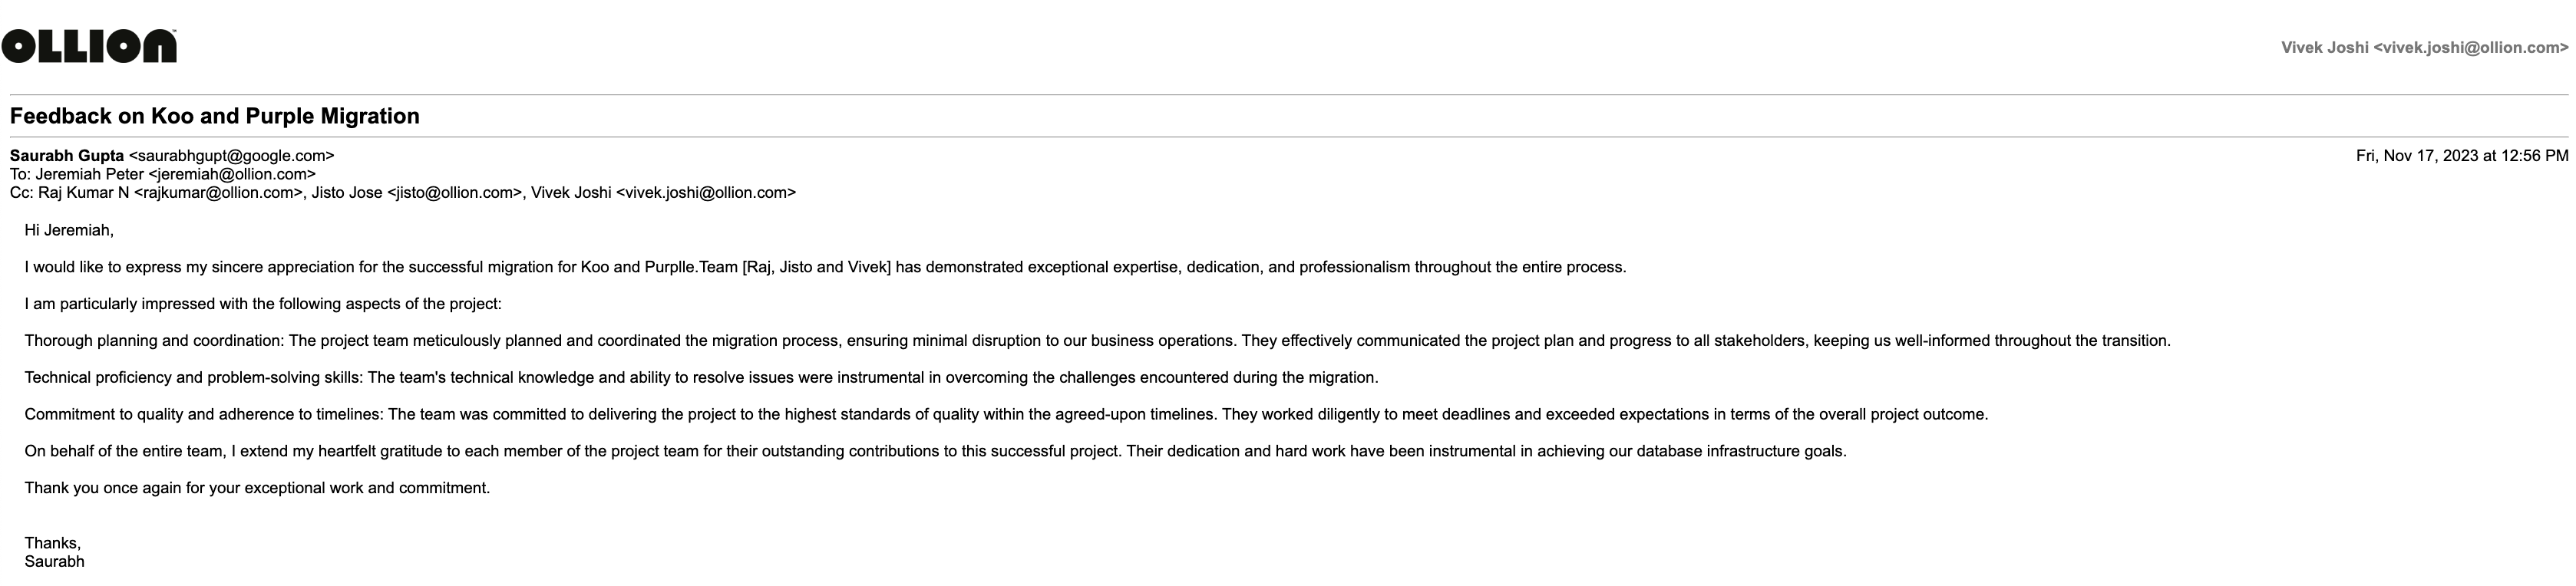 OLLION™
Vivek Joshi <vivek.joshi@ollion.com>
Feedback on Koo and Purple Migration
Saurabh Gupta <saurabhgupt@google.com>
Fri, Nov 17, 2023 at 12:56 PM
To: Jeremiah Peter <jeremiah@ollion.com>
Cc: Raj Kumar N <rajkumar@ollion.com>, Jisto Jose <jisto@ollion.com>, Vivek Joshi <vivek.joshi@ollion.com>
Hi Jeremiah,
I would like to express my sincere appreciation for the successful migration for Koo and Purplle.Team [Raj, Jisto and Vivek] has demonstrated exceptional expertise, dedication, and professionalism throughout the entire process.
I am particularly impressed with the following aspects of the project:
Thorough planning and coordination: The project team meticulously planned and coordinated the migration process, ensuring minimal disruption to our business operations. They effectively communicated the project plan and progress to all stakeholders, keeping us well-informed throughout the transition.
Technical proficiency and problem-solving skills: The team's technical knowledge and ability to resolve issues were instrumental in overcoming the challenges encountered during the migration.
Commitment to quality and adherence to timelines: The team was committed to delivering the project to the highest standards of quality within the agreed-upon timelines. They worked diligently to meet deadlines and exceeded expectations in terms of the overall project outcome.
On behalf of the entire team, I extend my heartfelt gratitude to each member of the project team for their outstanding contributions to this successful project. Their dedication and hard work have been instrumental in achieving our database infrastructure goals.
Thank you once again for your exceptional work and commitment.
Thanks,
Saurabh